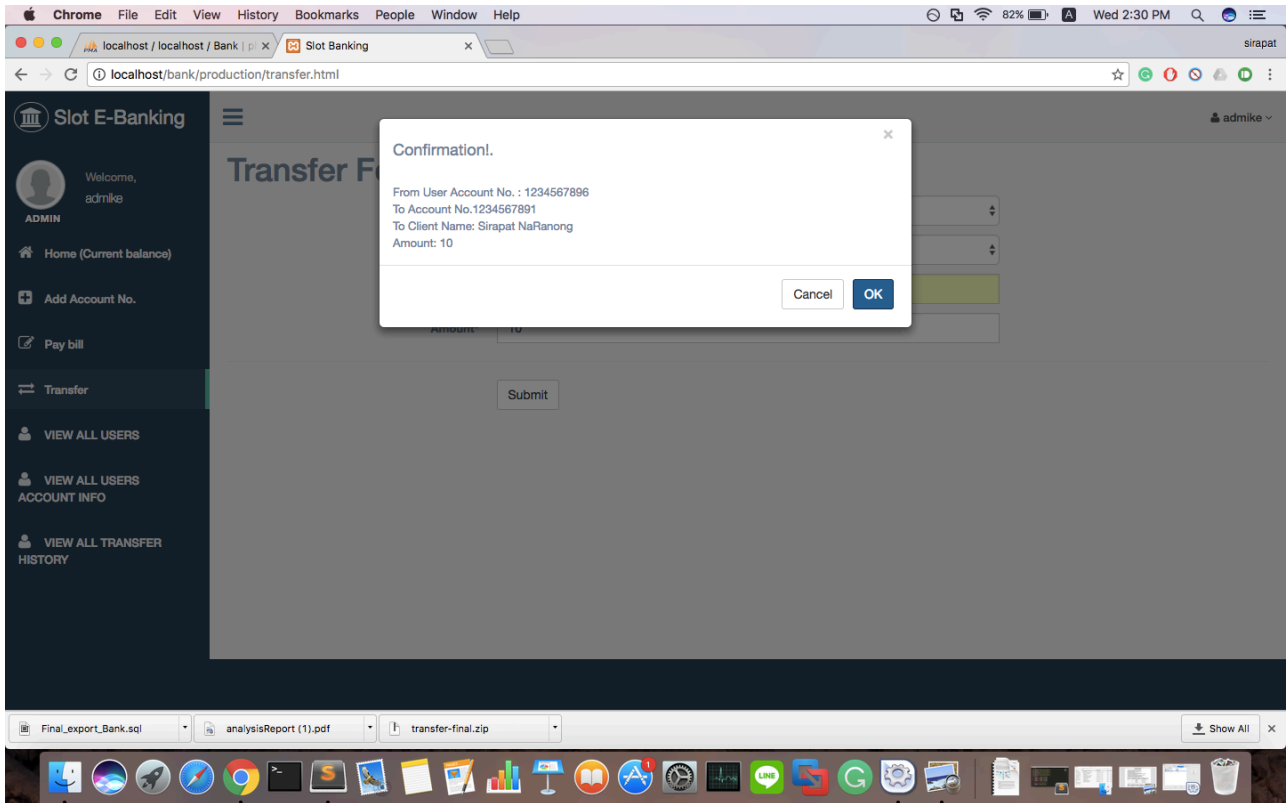 Chrome File Edit View History Bookmarks People Window Help
82% A Wed 2:30 PM
localhost / localhost / Bank | p
Slot Banking
sirapat
localhost/bank/production/transfer.html
Slot E-Banking
admike
Welcome,
admike
ADMIN
Home (Current balance)
Add Account No.
Pay bill
Transfer
VIEW ALL USERS
VIEW ALL USERS
ACCOUNT INFO
VIEW ALL TRANSFER
HISTORY
Transfer F
×
Confirmation!.
From User Account No. : 1234567896
To Account No.1234567891
To Client Name: Sirapat NaRanong
Amount: 10
Cancel
OK
Amount* 10
Submit
Final_export_Bank.sql
analysisReport (1).pdf
transfer-final.zip
Show All
LINE